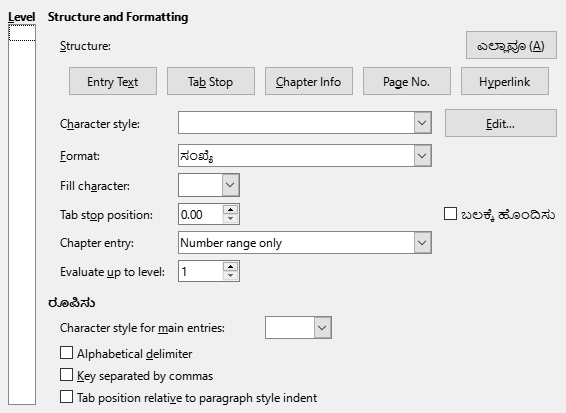 Level Structure and Formatting
Structure: ಎಲ್ಲಾವೂ (A)
Entry Text Tab Stop Chapter Info Page No. Hyperlink
Character style: Edit...
Format: ಸಂಖ್ಯೆ
Fill character:
Tab stop position: 0.00 ಬಲಕ್ಕೆ ಹೊಂದಿಸು
Chapter entry: Number range only
Evaluate up to level: 1
ರೂಪಿಸು
Character style for main entries:
Alphabetical delimiter
Key separated by commas
Tab position relative to paragraph style indent